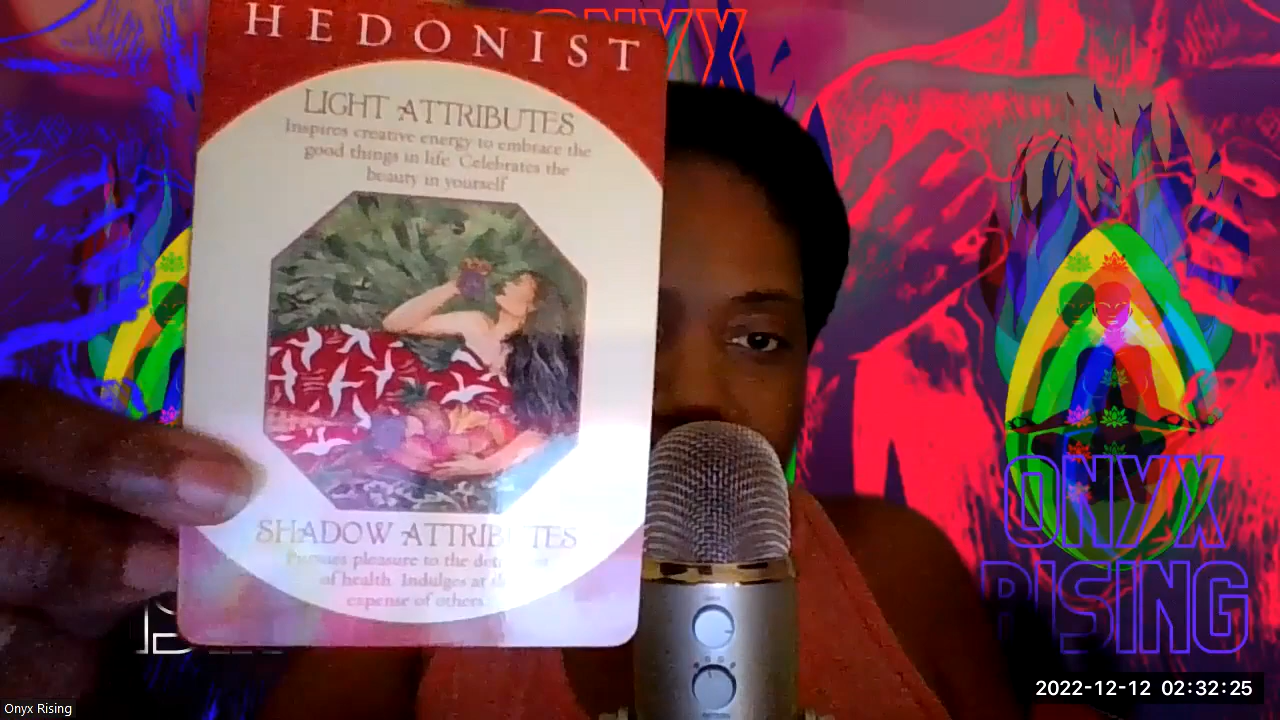 ONYX
HEDONIST
LIGHT ATTRIBUTES
Inspires creative energy to embrace the
good things in life. Celebrates the
beauty in yourself
SHADOW ATTRIBUTES
pleasure to the
of health. Indulges at
expense of others
ONYX
RISING
Onyx Rising
2022-12-12 02:32:25